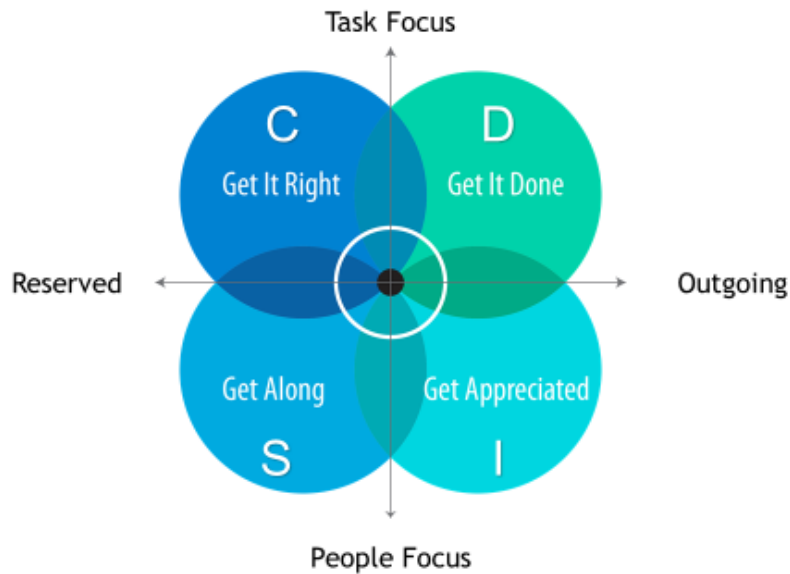 Task Focus
C
D
Get It Right
Get It Done
Reserved
Outgoing
Get Along
Get Appreciated
S
I
People Focus